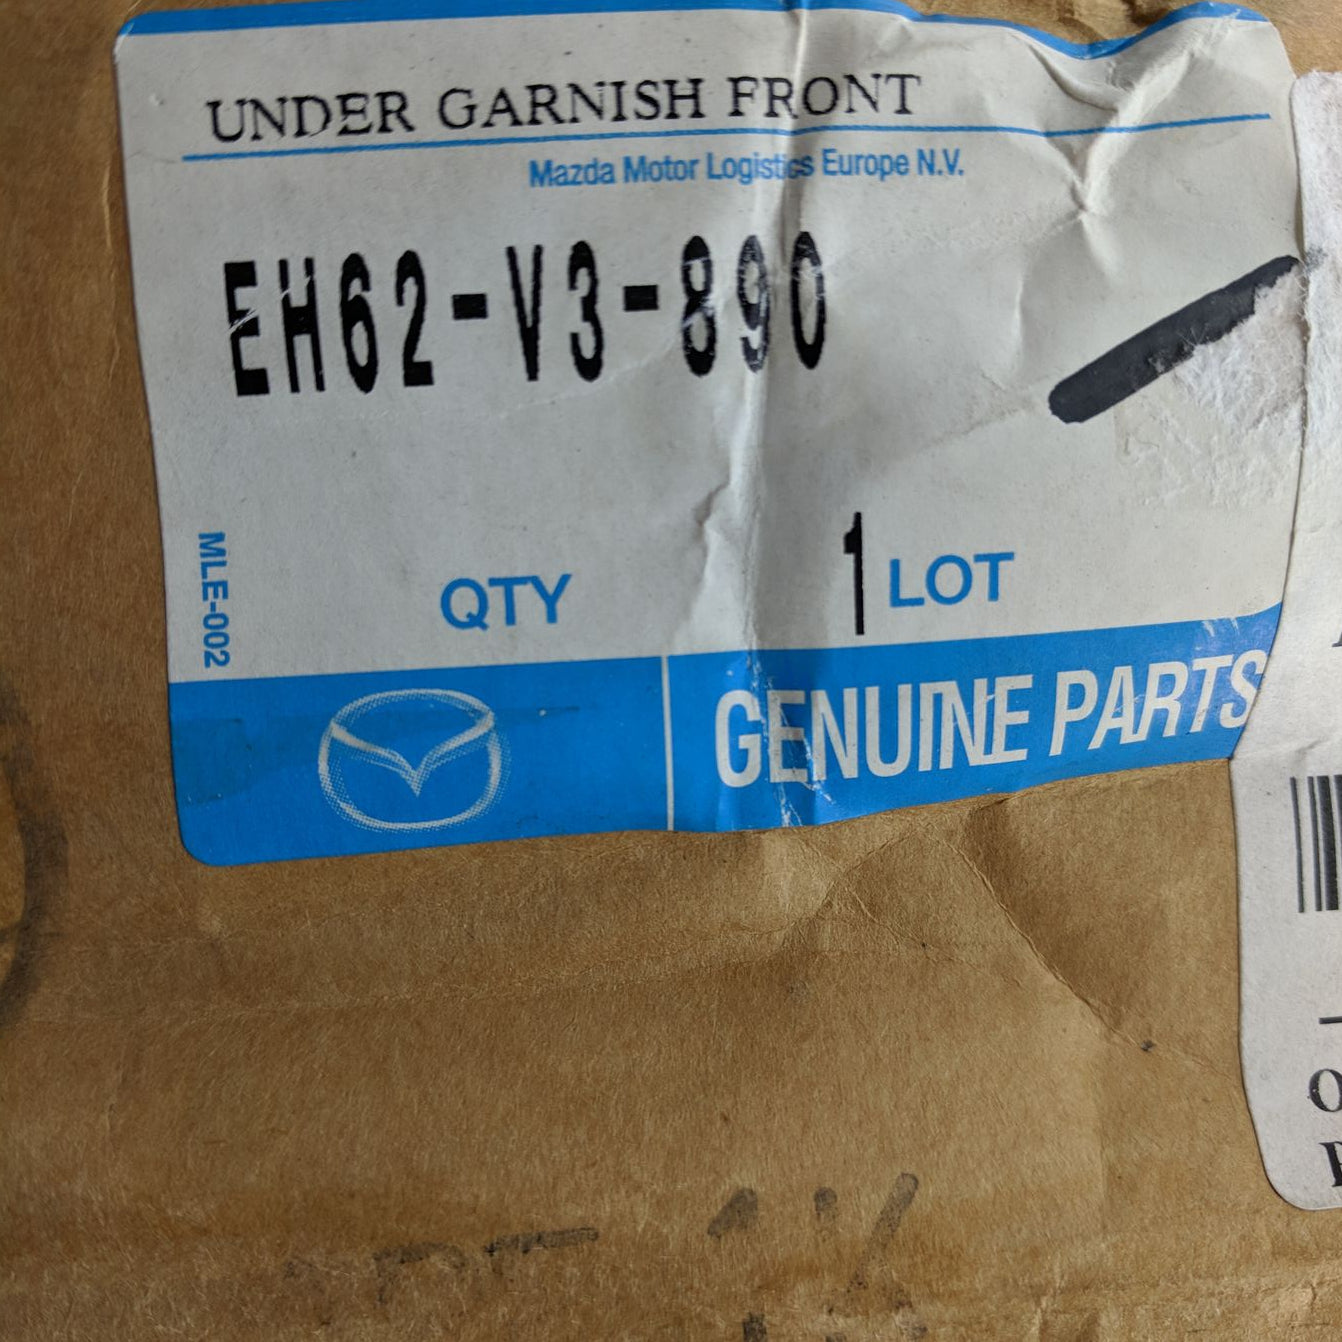 UNDER GARNISH FRONT
Mazda Motor Logistics Europe N.V.
EH62-V3-890
MLE-002
QTY 1 LOT
GENUINE PARTS